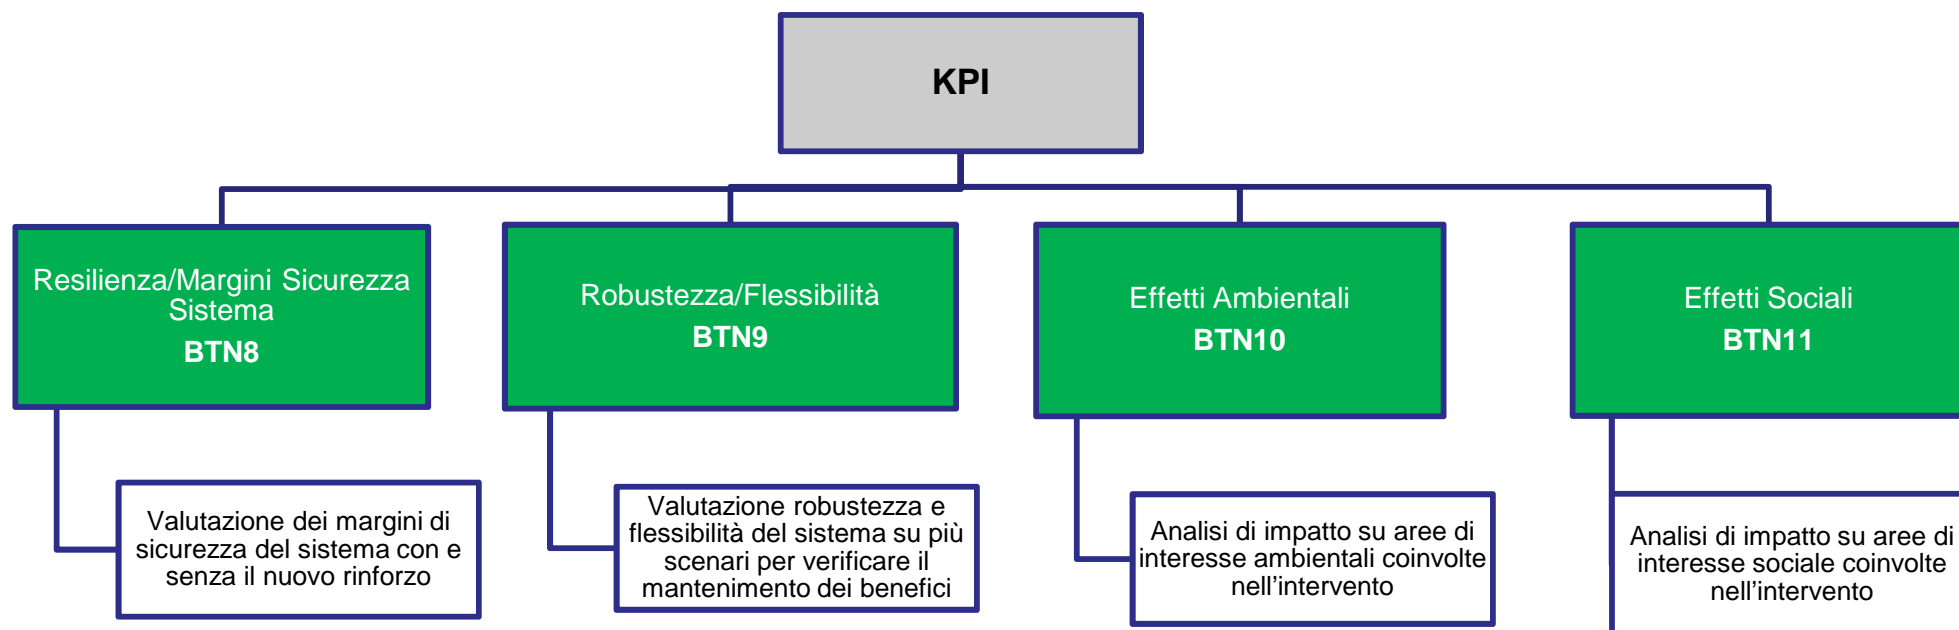 KPI
Resilienza/Margini Sicurezza
Sistema
BTN8
Robustezza/Flessibilità
BTN9
Effetti Ambientali
BTN10
Effetti Sociali
BTN11
Valutazione dei margini di
sicurezza del sistema con e
senza il nuovo rinforzo
Valutazione robustezza e
flessibilità del sistema su più
scenari per verificare il
mantenimento dei benefici
Analisi di impatto su aree di
interesse ambientali coinvolte
nell’intervento
Analisi di impatto su aree di
interesse sociale coinvolte
nell’intervento